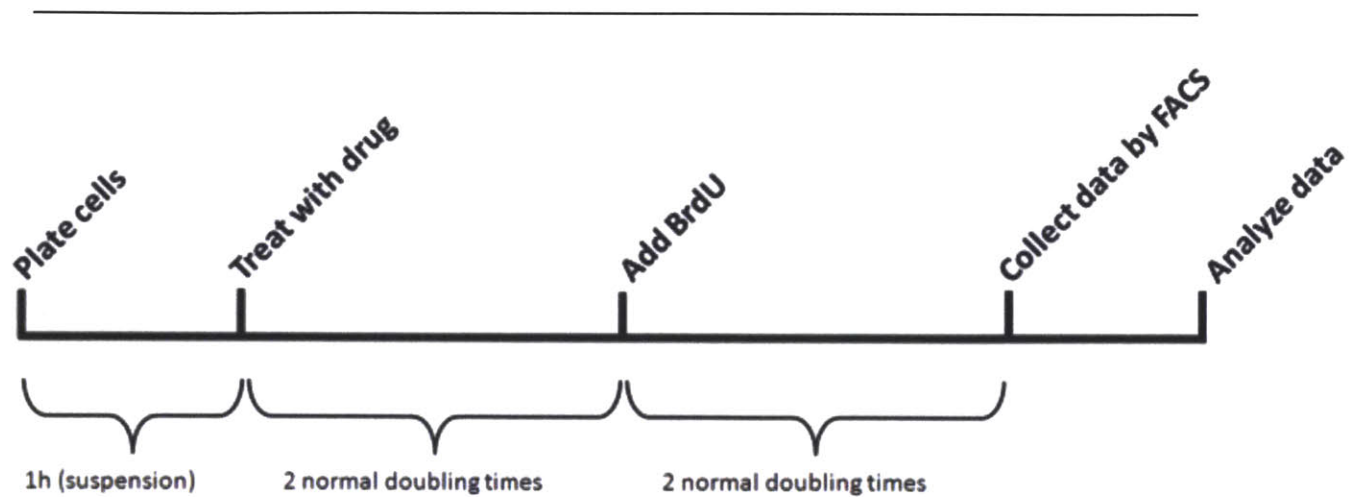 Plate cells
Treat with drug
Add BrdU
Collect data by FACS
Analyze data
1h (suspension)
2 normal doubling times
2 normal doubling times